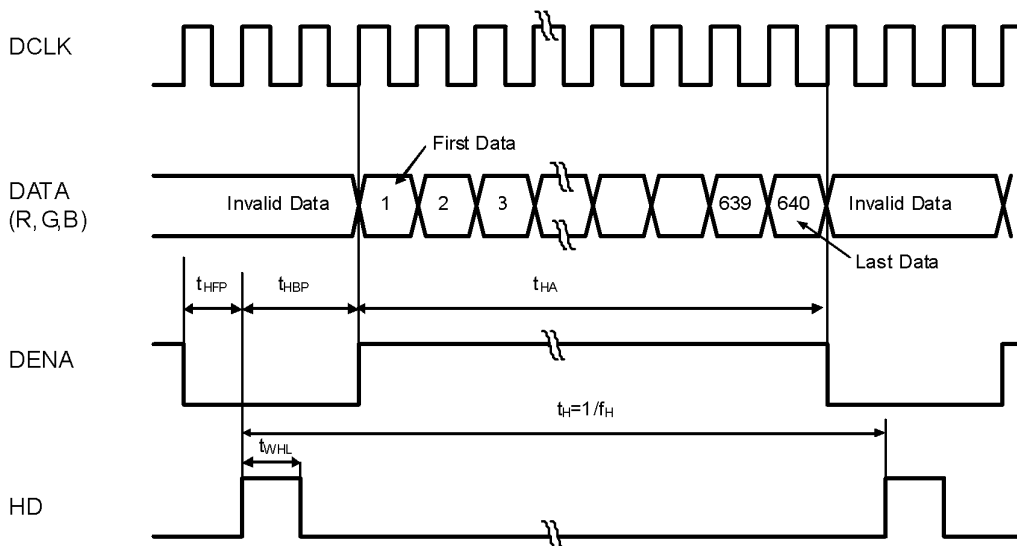 DCLK
First Data
DATA
(R, G,B)
Invalid Data 1 2 3 639 640 Invalid Data
Last Data
tHFP tHBP tHA
DENA
tH=1/fH
tWHL
HD